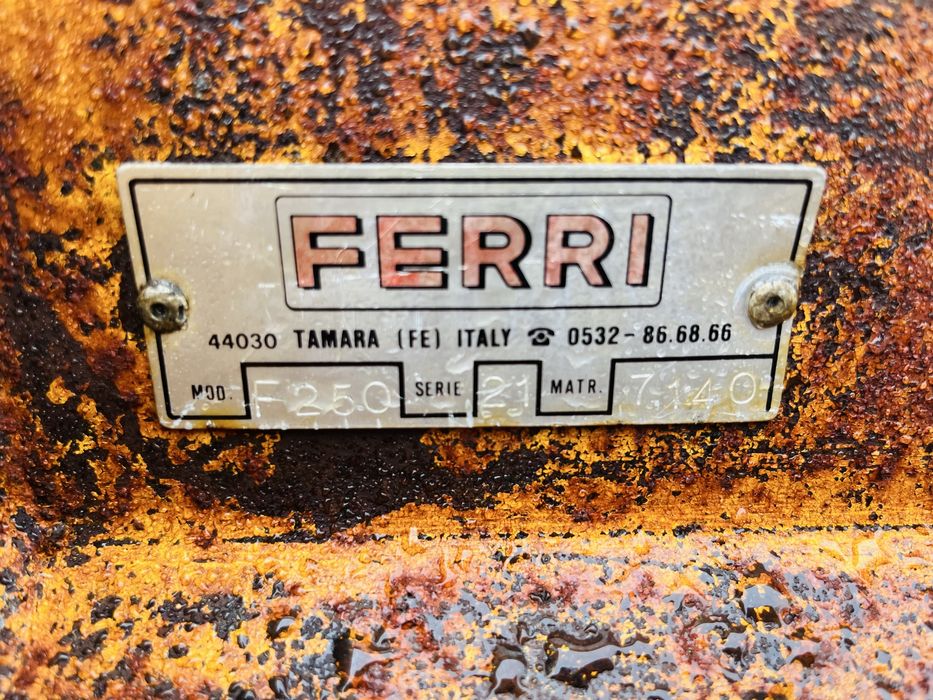 FERRI
44030 TAMARA (FE) ITALY ☎ 0532-86.68.66
MOD. F250 SERIE 21 MATR. 7140